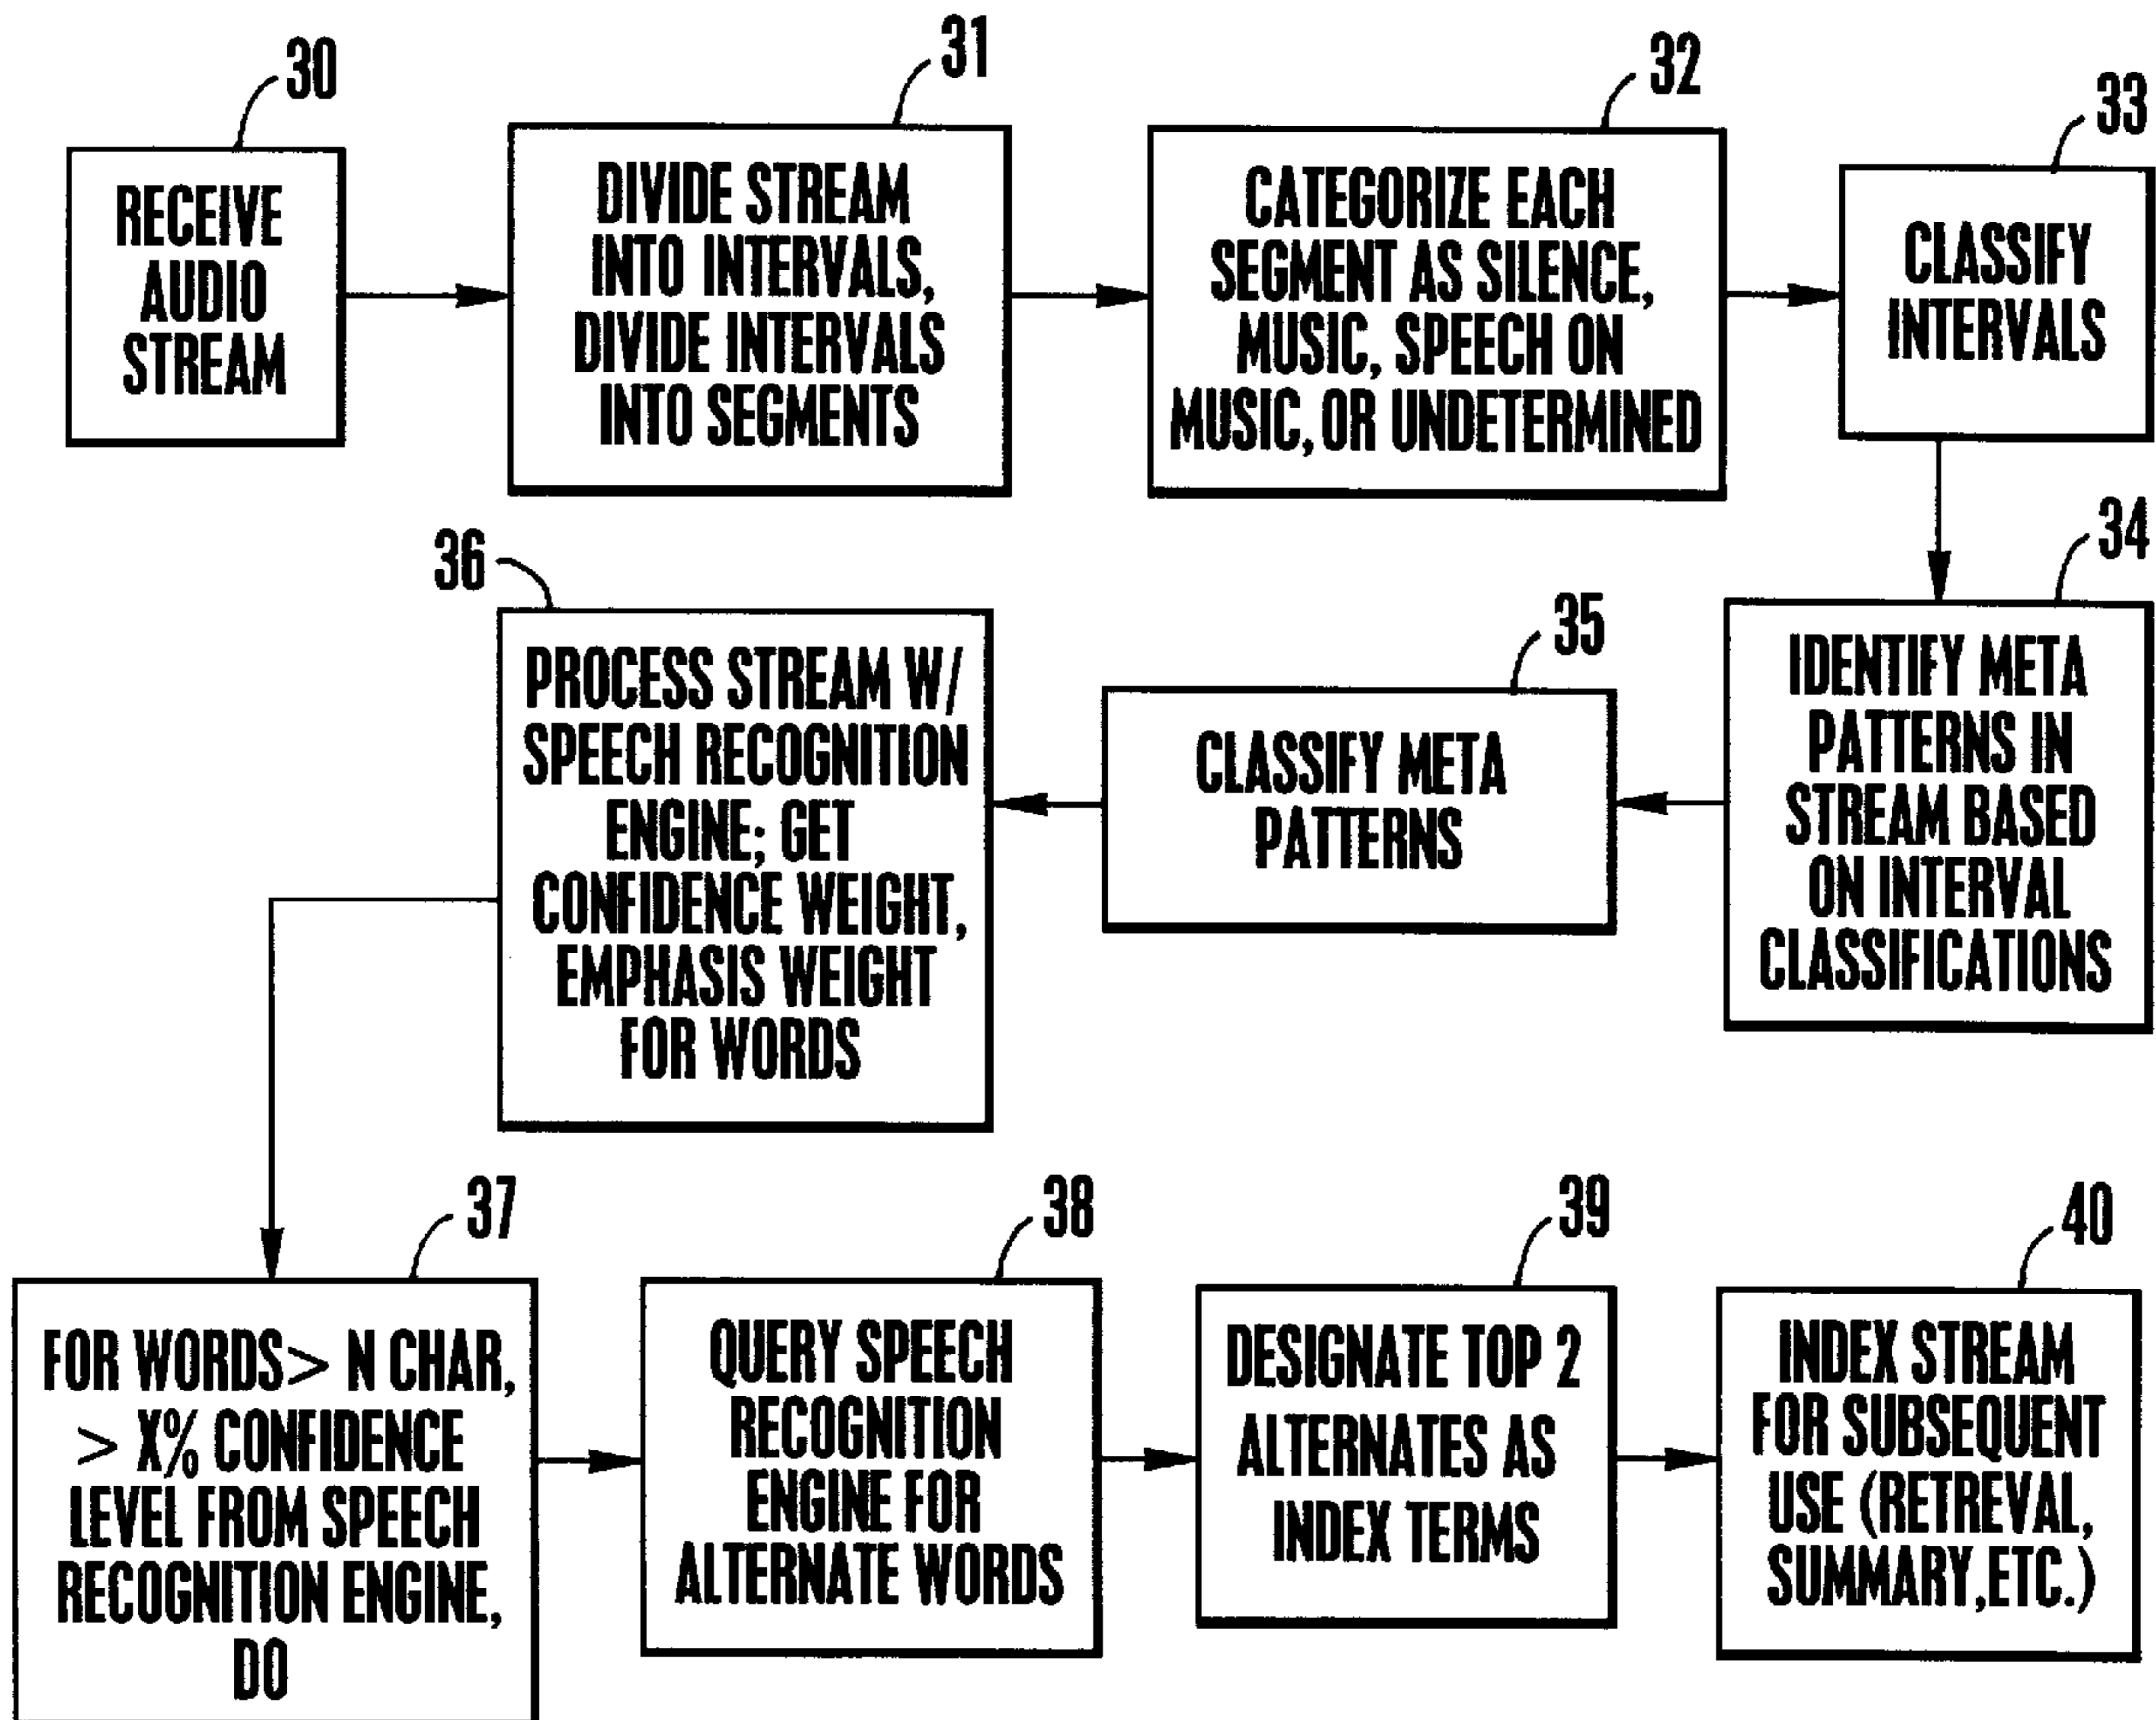 30
RECEIVE
AUDIO
STREAM
31
DIVIDE STREAM
INTO INTERVALS,
DIVIDE INTERVALS
INTO SEGMENTS
32
CATEGORIZE EACH
SEGMENT AS SILENCE,
MUSIC, SPEECH ON
MUSIC, OR UNDETERMINED
33
CLASSIFY
INTERVALS
34
IDENTIFY META
PATTERNS IN
STREAM BASED
ON INTERVAL
CLASSIFICATIONS
35
CLASSIFY META
PATTERNS
36
PROCESS STREAM W/
SPEECH RECOGNITION
ENGINE; GET
CONFIDENCE WEIGHT,
EMPHASIS WEIGHT
FOR WORDS
37
FOR WORDS > N CHAR,
> X% CONFIDENCE
LEVEL FROM SPEECH
RECOGNITION ENGINE,
DO
38
QUERY SPEECH
RECOGNITION
ENGINE FOR
ALTERNATE WORDS
39
DESIGNATE TOP 2
ALTERNATES AS
INDEX TERMS
40
INDEX STREAM
FOR SUBSEQUENT
USE (RETREVAL,
SUMMARY,ETC.)